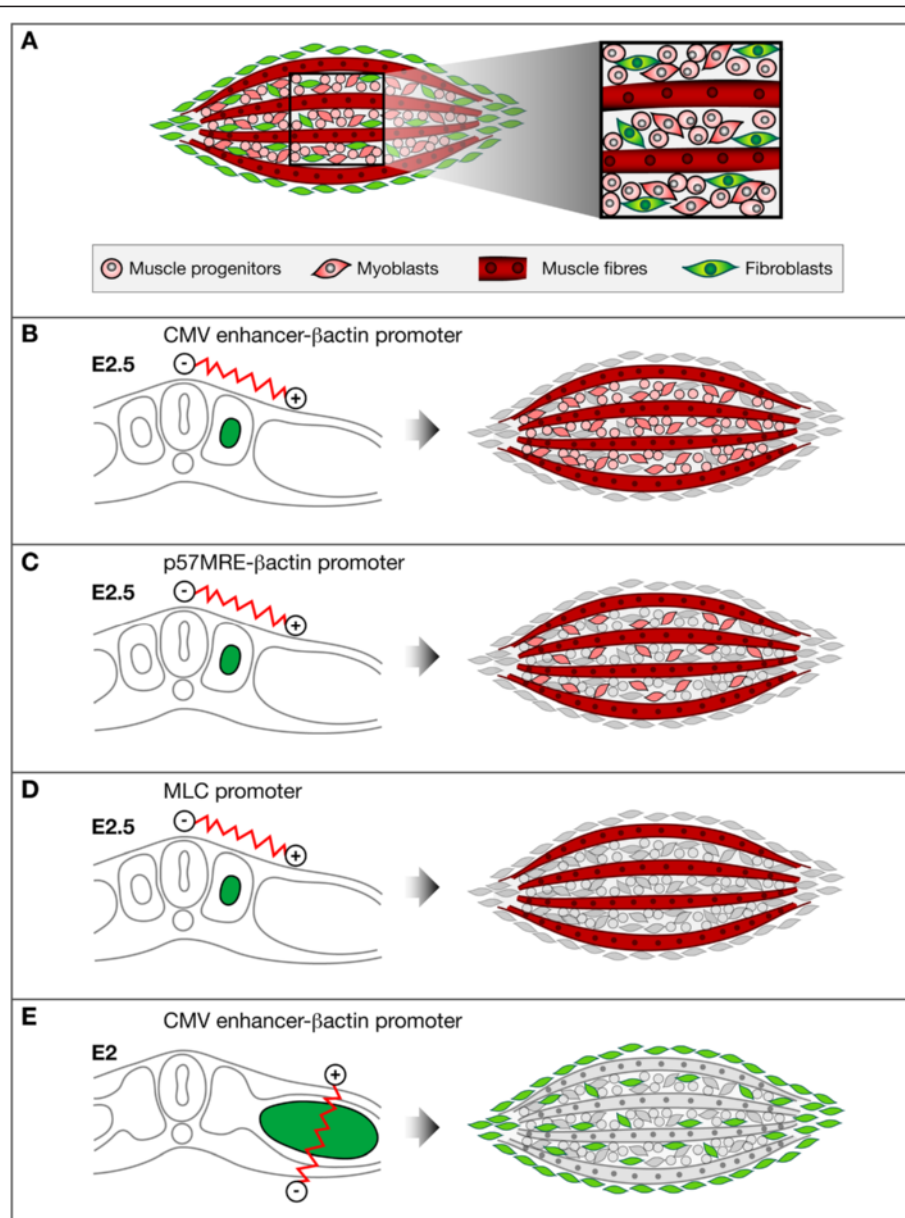 A
Muscle progenitors Myoblasts Muscle fibres Fibroblasts
B
CMV enhancer-βactin promoter
E2.5
-
+
C
p57MRE-βactin promoter
E2.5
-
+
D
MLC promoter
E2.5
-
+
E
CMV enhancer-βactin promoter
E2
+
-